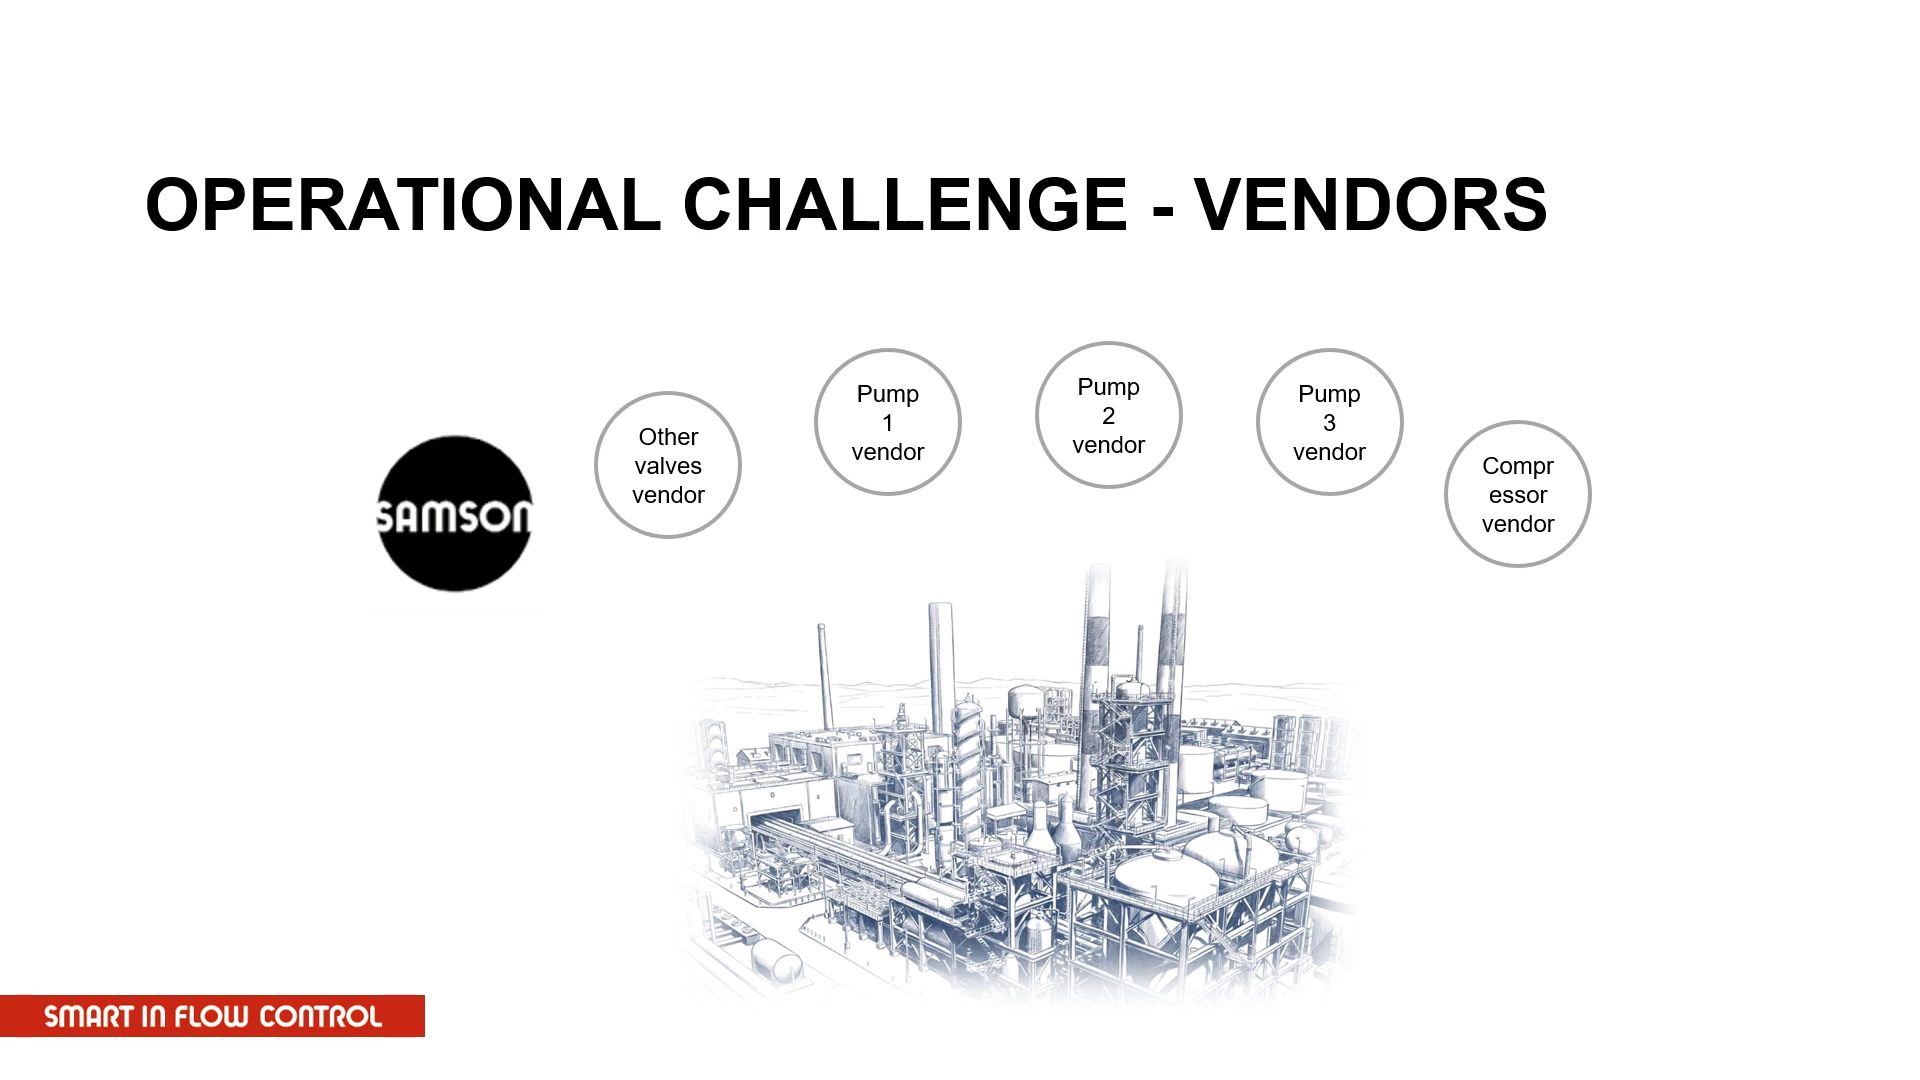 OPERATIONAL CHALLENGE - VENDORS
SAMSON
Other
valves
vendor
Pump
1
vendor
Pump
2
vendor
Pump
3
vendor
Compr
essor
vendor
SMART IN FLOW CONTROL